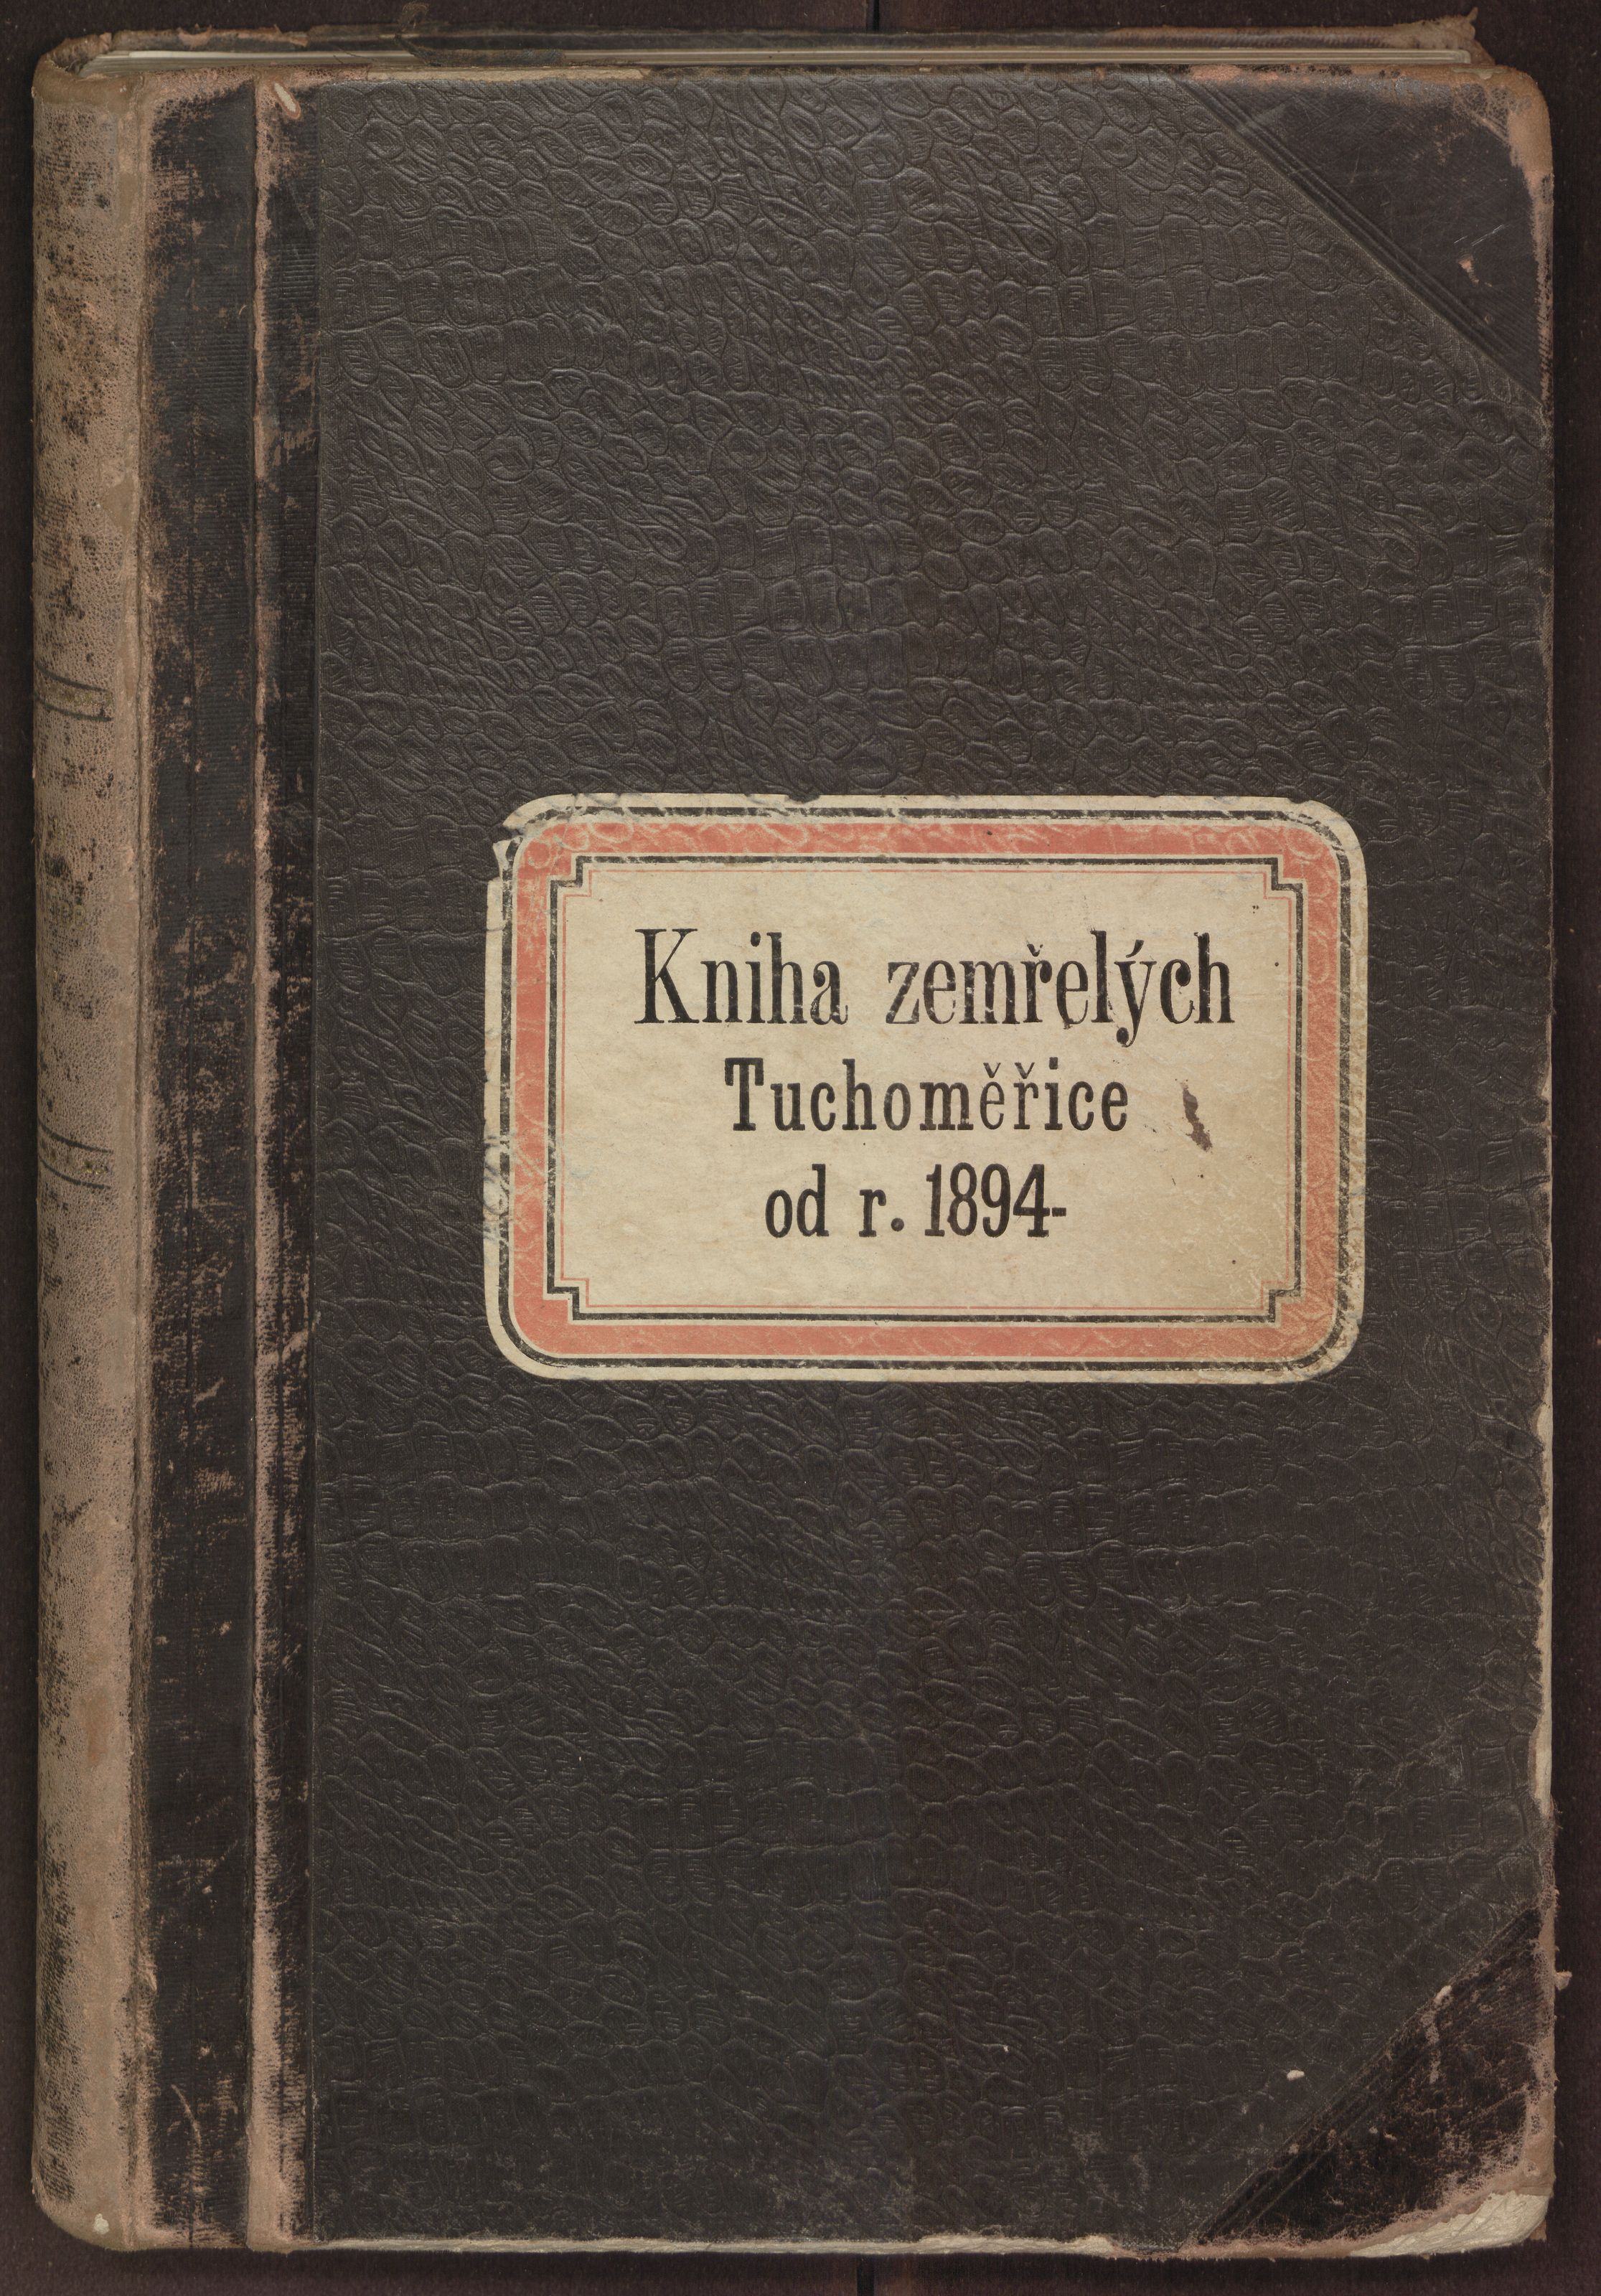 Kniha zemřelých
Tuchoměřice
od r. 1894-